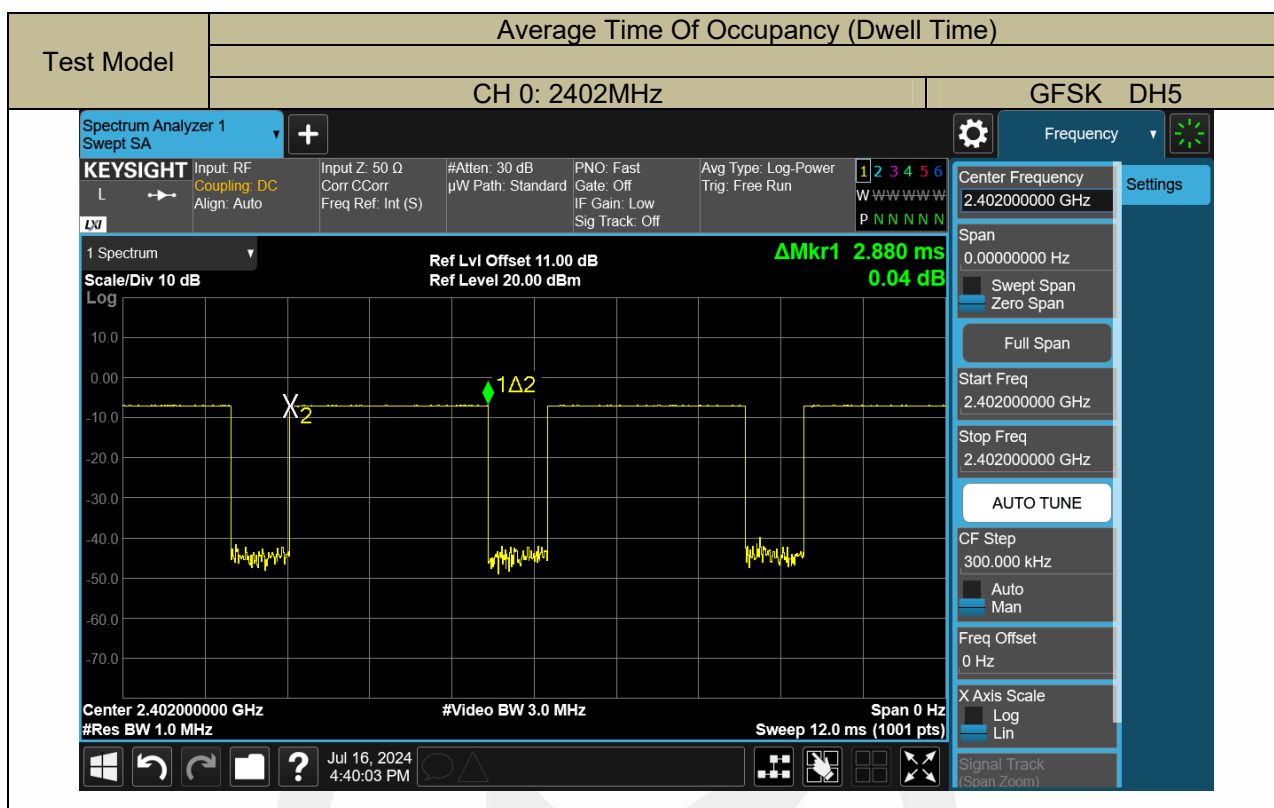 Average Time Of Occupancy (Dwell Time)
Test Model
CH 0: 2402MHz
GFSK DH5
Spectrum Analyzer 1
Swept SA
Frequency
KEYSIGHT
L
LXI
Input: RF
Coupling: DC
Align: Auto
Input Z: 50 Ω
Corr CCorr
Freq Ref: Int (S)
#Atten: 30 dB
µW Path: Standard
PNO: Fast
Gate: Off
IF Gain: Low
Sig Track: Off
Avg Type: Log-Power
Trig: Free Run
1 2 3 4 5 6
W W W W W W
P N N N N N
1 Spectrum
Scale/Div 10 dB
Ref Lvl Offset 11.00 dB
Ref Level 20.00 dBm
ΔMkr1 2.880 ms
0.04 dB
Log
10.0
0.00
-10.0
-20.0
-30.0
-40.0
-50.0
-60.0
-70.0
X2
1Δ2
Center 2.402000000 GHz
#Res BW 1.0 MHz
#Video BW 3.0 MHz
Span 0 Hz
Sweep 12.0 ms (1001 pts)
Center Frequency
2.402000000 GHz
Settings
Span
0.00000000 Hz
Swept Span
Zero Span
Full Span
Start Freq
2.402000000 GHz
Stop Freq
2.402000000 GHz
AUTO TUNE
CF Step
300.000 kHz
Auto
Man
Freq Offset
0 Hz
X Axis Scale
Log
Lin
Signal Track
(Span Zoom)
?
Jul 16, 2024
4:40:03 PM